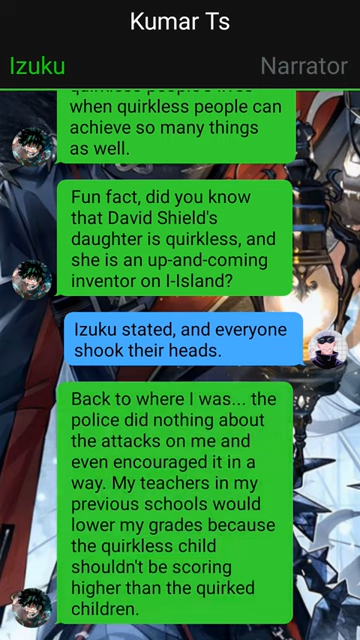 Kumar Ts
Izuku
Narrator
quirkless people's lives
when quirkless people can
achieve so many things
as well.
Fun fact, did you know
that David Shield's
daughter is quirkless, and
she is an up-and-coming
inventor on I-Island?
Izuku stated, and everyone
shook their heads.
Back to where I was... the
police did nothing about
the attacks on me and
even encouraged it in a
way. My teachers in my
previous schools would
lower my grades because
the quirkless child
shouldn't be scoring
higher than the quirked
children.